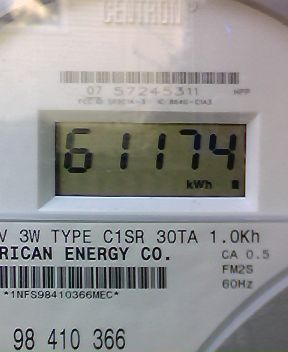 CENTRON
07 57245311
61174
kWh
V 3W TYPE C1SR 30TA 1.0Kh
RICAN ENERGY CO.
CA 0.5
FM2S
60Hz
*1NFS98410366MEC*
98 410 366